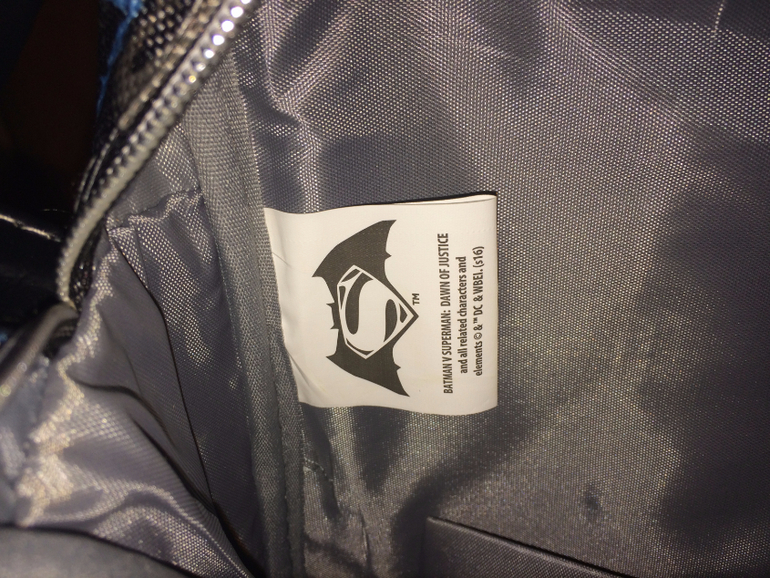 TM
BATMAN V SUPERMAN: DAWN OF JUSTICE
and all related characters and
elements © & ™ DC & WBEI. (s16)